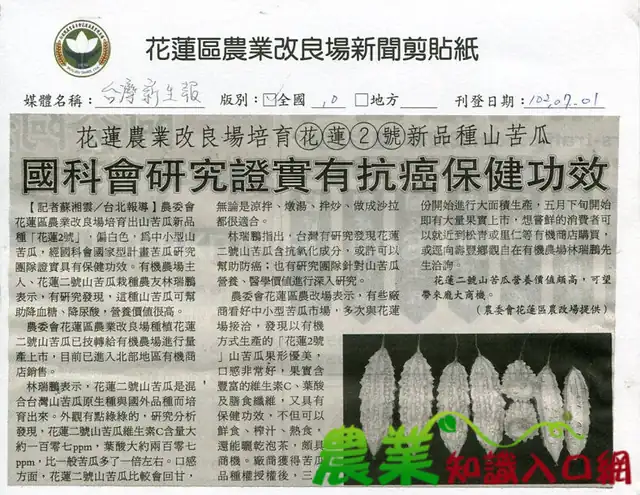 花蓮區農業改良場新聞剪貼紙
媒體名稱：台灣新生報 版別：☑全國 ☐地方 刊登日期：102.07.01
花蓮農業改良場培育花蓮2號新品種山苦瓜
國科會研究證實有抗癌保健功效
【記者蘇湘雲／台北報導】農委會
花蓮區農業改良場培育出山苦瓜新品
種「花蓮2號」，偏白色，為中小型山
苦瓜，經國科會國家型計畫苦瓜研究
團隊證實具有保健功效。有機農場主
人、花蓮二號山苦瓜栽種農友林瑞鵬
表示，有研究發現，這種山苦瓜可幫
助降血糖、降尿酸，營養價值很高。
農委會花蓮區農業改良場種植花蓮
二號山苦瓜已技轉給有機農場進行量
產上市，目前已進入北部地區有機商
店銷售。
林瑞鵬表示，花蓮二號山苦瓜是混
合台灣山苦瓜原生種與國外品種而培
育出來。外觀有點綠綠的，研究分析
發現，花蓮二號山苦瓜維生素C含量大
約一百零七ppm，葉酸大約兩百零七
ppm，比一般苦瓜多了一倍左右。口感
方面，花蓮二號山苦瓜比較會回甘，
無論是涼拌、燉湯、拌炒、做成沙拉
都很適合。
林瑞鵬指出，台灣有研究發現花蓮
二號山苦瓜含抗氧化成分，或許可以
幫助防癌；也有研究團隊針對山苦瓜
營養、醫學價值進行深入研究。
農委會花蓮區農改場表示，有些廠
商看好中小型苦瓜市場，多次與花蓮
場接洽，發現以有機
方式生產的「花蓮2號
」山苦瓜果形優美，
口感非常好，果實含
豐富的維生素C、葉酸
及膳食纖維，又具有
保健功效，不但可以
鮮食、榨汁、熱食，
還能曬乾泡茶，頗具
商機。廠商獲得苦瓜
品種權授權後，三
份開始進行大面積生產，五月下旬開始
即有大量果實上市，想嘗鮮的消費者可
以就近到松青或里仁等有機商店購買，
或逕向壽豐鄉觀自在有機農場林瑞鵬先
生洽詢。
花蓮二號山苦瓜營養價值頗高，可望
帶來龐大商機。
（農委會花蓮區農改場提供）
農業知識入口網